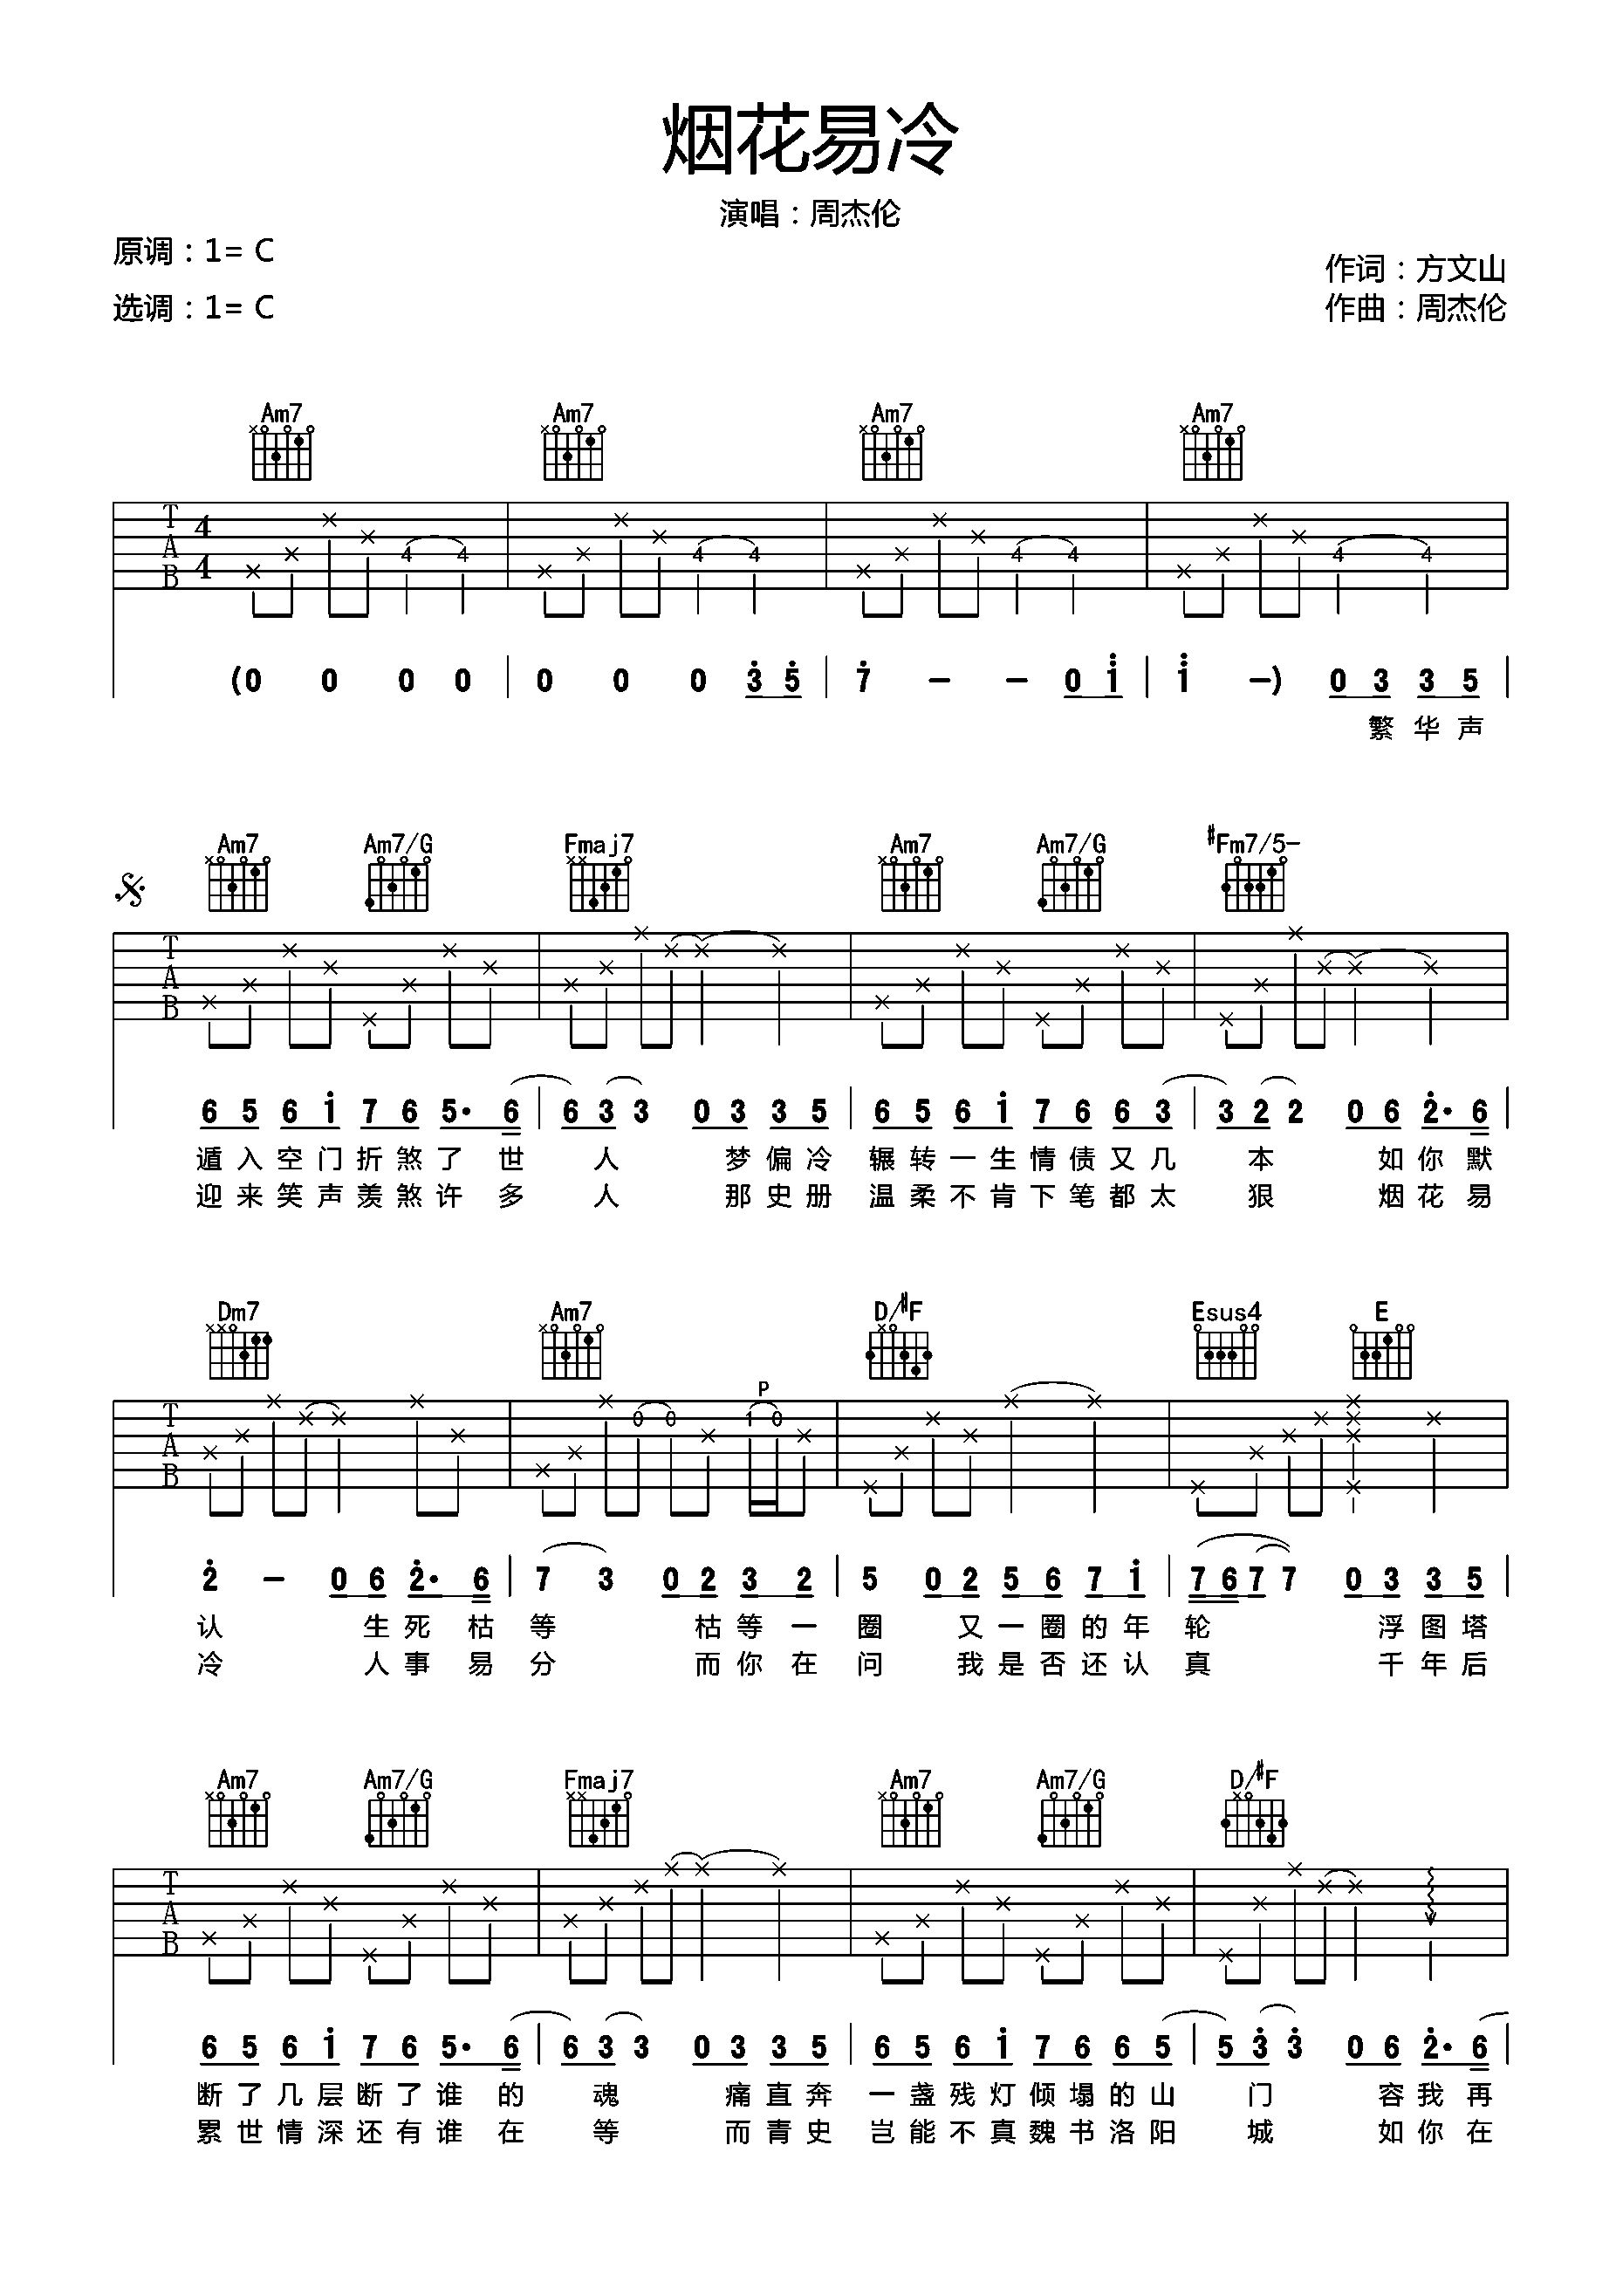 烟花易冷
演唱：周杰伦
原调：1= C
作词：方文山
选调：1= C
作曲：周杰伦
Am7 Am7 Am7 Am7
T A B 4 4 4 4 4 4 4 4 4 4
(0 0 0 0 | 0 0 0 3 5 | 7 - - 0 1 | 1 -) 0 3 3 5 |
繁 华 声
Am7 Am7/G Fmaj7 Am7 Am7/G #Fm7/5-
T A B
6 5 6 1 7 6 5· 6 | 6 3 3 0 3 3 5 | 6 5 6 1 7 6 6 3 | 3 2 2 0 6 2· 6 |
遁 入 空 门 折 煞 了 世 人 梦 偏 冷 辗 转 一 生 情 债 又 几 本 如 你 默
迎 来 笑 声 羡 煞 许 多 人 那 史 册 温 柔 不 肯 下 笔 都 太 狠 烟 花 易
Dm7 Am7 D/#F Esus4 E
P
T A B 0 0 1 0
2 - 0 6 2· 6 | 7 3 0 2 3 2 | 5 0 2 5 6 7 1 | 7 6 7 7 0 3 3 5 |
认 生 死 枯 等 枯 等 一 圈 又 一 圈 的 年 轮 浮 图 塔
冷 人 事 易 分 而 你 在 问 我 是 否 还 认 真 千 年 后
Am7 Am7/G Fmaj7 Am7 Am7/G D/#F
T A B
6 5 6 1 7 6 5· 6 | 6 3 3 0 3 3 5 | 6 5 6 1 7 6 6 5 | 5 3 3 0 6 2· 6 |
断 了 几 层 断 了 谁 的 魂 痛 直 奔 一 盏 残 灯 倾 塌 的 山 门 容 我 再
累 世 情 深 还 有 谁 在 等 而 青 史 岂 能 不 真 魏 书 洛 阳 城 如 你 在